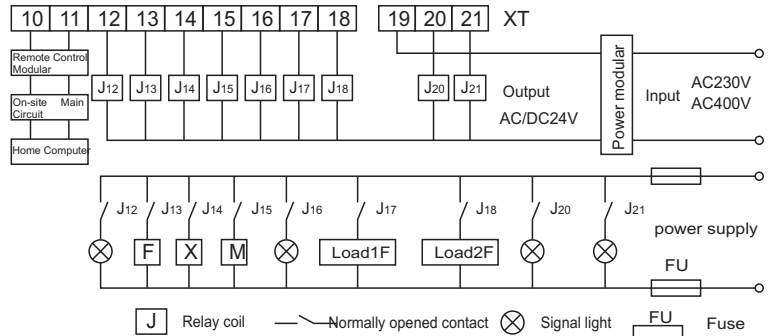 10 11 12 13 14 15 16 17 18 19 20 21 XT
Remote Control
Modular
On-site Main
Circuit
Home Computer
J12 J13 J14 J15 J16 J17 J18 J20 J21
Output
AC/DC24V
Power modular
Input
AC230V
AC400V
J12 J13 J14 J15 J16 J17 J18 J20 J21
power supply
F X M Load1F Load2F
FU
J Relay coil Normally opened contact Signal light FU Fuse